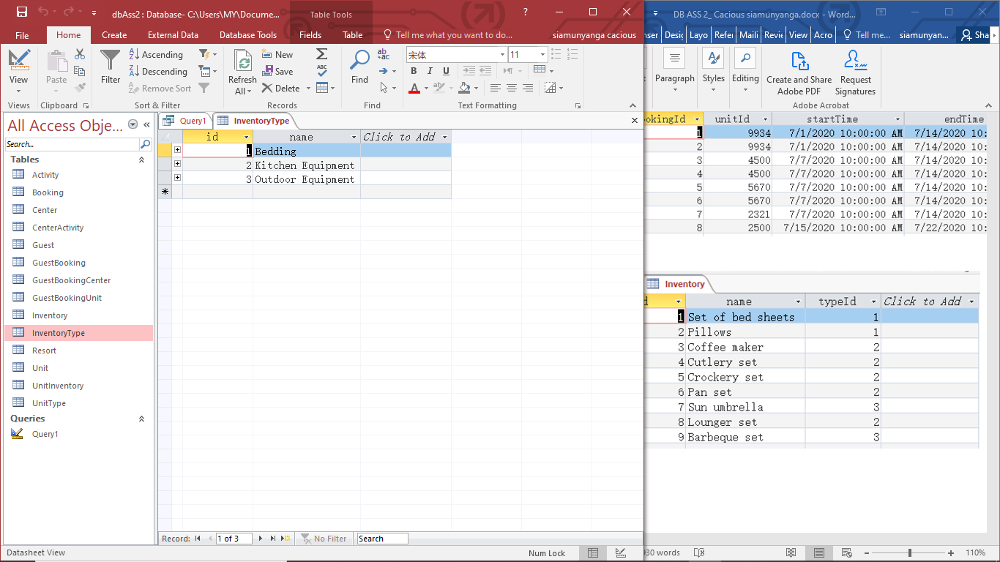 dbAss2 : Database- C:\Users\MY\Docume...
Table Tools
siamunyanga cacious
File
Home
Create
External Data
Database Tools
Fields
Table
Tell me what you want to do...
View
Views
Paste
Clipboard
Filter
Ascending
Descending
Remove Sort
Sort & Filter
Refresh
All
New
Save
Delete
Records
Find
Find
宋体
11
B I U
Text Formatting
All Access Obje...
Search...
Tables
Activity
Booking
Center
CenterActivity
Guest
GuestBooking
GuestBookingCenter
GuestBookingUnit
Inventory
InventoryType
Resort
Unit
UnitInventory
UnitType
Queries
Query1
Query1 InventoryType
id name Click to Add
1 Bedding
2 Kitchen Equipment
3 Outdoor Equipment
Record: 1 of 3 No Filter Search
Datasheet View
Num Lock
DB ASS 2_ Cacious siamunyanga.docx - Word...
nser Desig Layo Refer Maili Revie View Acro Tell me... siamunyan... Sha
Paragraph
Styles
Editing
Create and Share
Adobe PDF
Request
Signatures
Adobe Acrobat
okingId unitId startTime endTime
1 9934 7/1/2020 10:00:00 AM 7/14/2020 10:
2 9934 7/1/2020 10:00:00 AM 7/14/2020 10:
3 4500 7/7/2020 10:00:00 AM 7/14/2020 10:
4 4500 7/7/2020 10:00:00 AM 7/14/2020 10:
5 5670 7/7/2020 10:00:00 AM 7/14/2020 10:
6 5670 7/7/2020 10:00:00 AM 7/14/2020 10:
7 2321 7/7/2020 10:00:00 AM 7/14/2020 10:
8 2500 7/15/2020 10:00:00 AM 7/22/2020 10:
Inventory
d name typeId Click to Add
1 Set of bed sheets 1
2 Pillows 1
3 Coffee maker 2
4 Cutlery set 2
5 Crockery set 2
6 Pan set 2
7 Sun umbrella 3
8 Lounger set 2
9 Barbeque set 3
930 words
110%